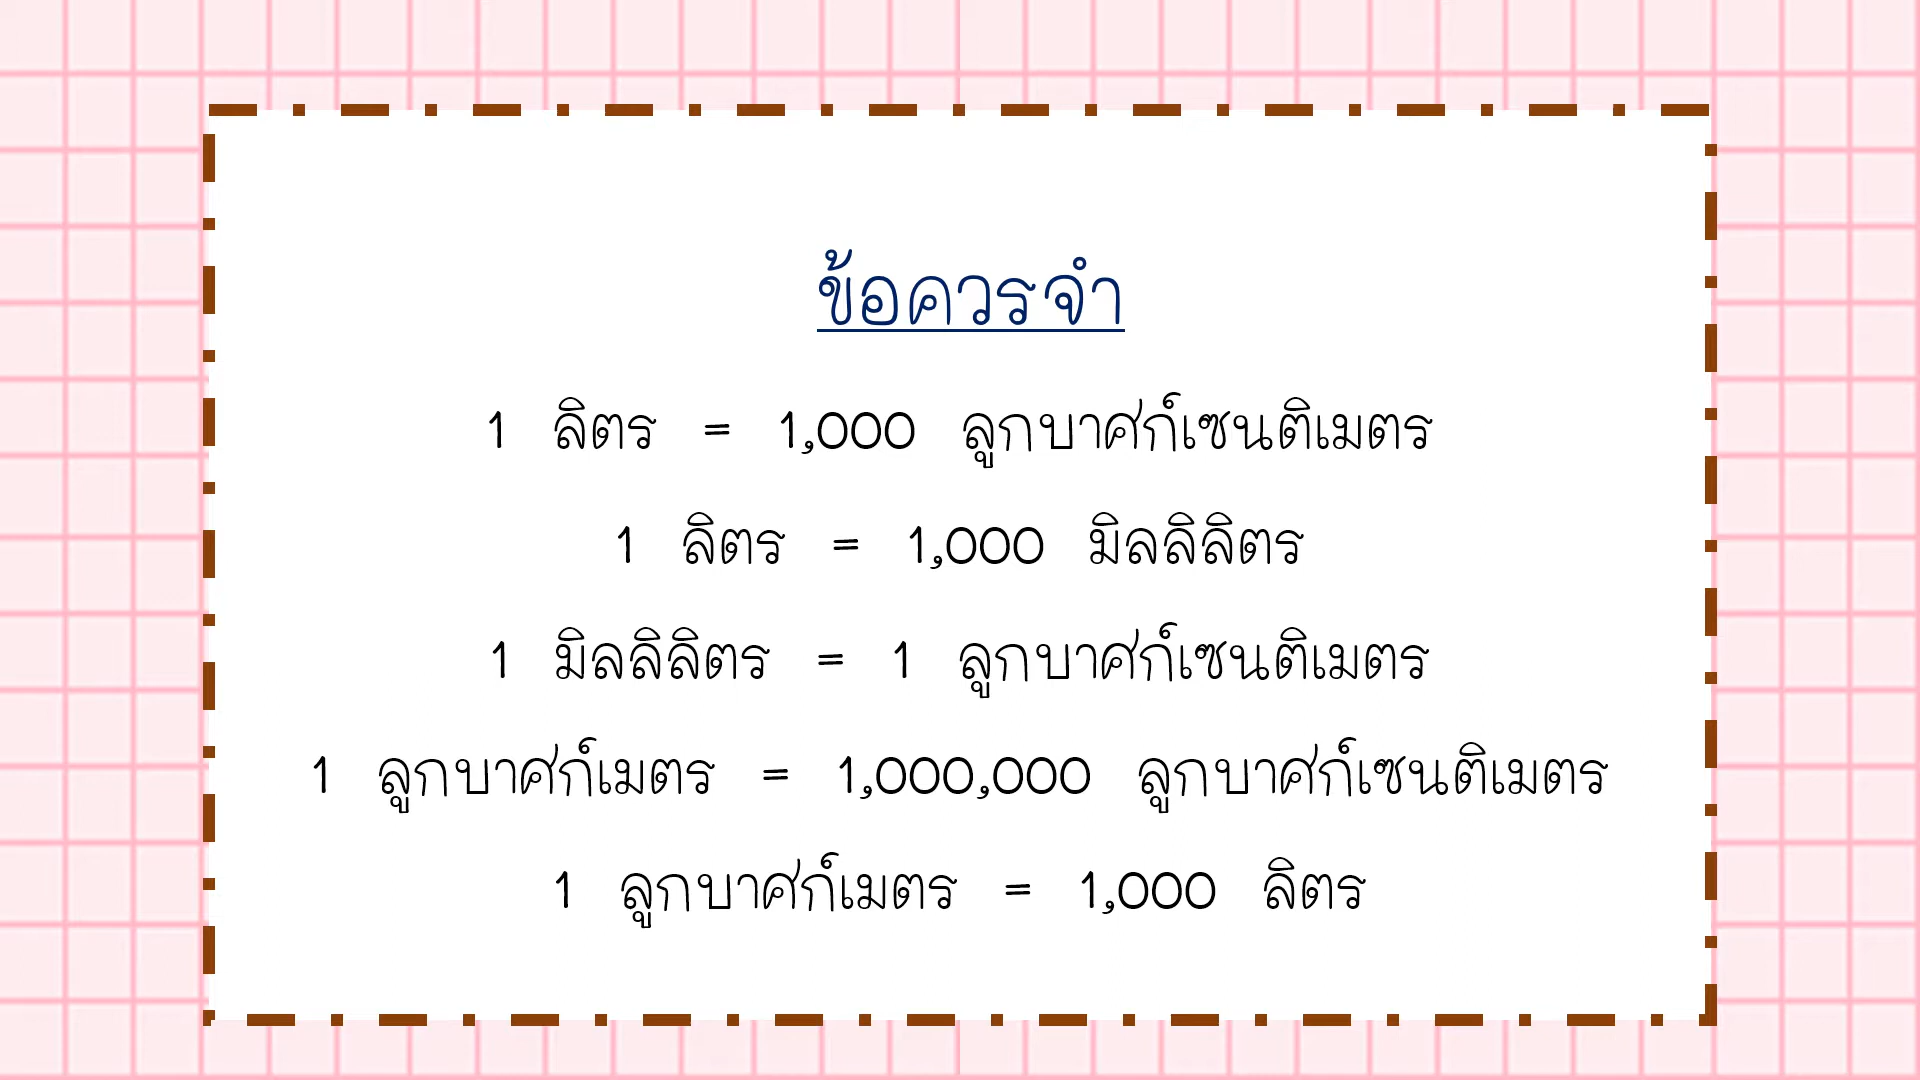 ข้อควรจำ
1 ลิตร = 1,000 ลูกบาศก์เซนติเมตร
1 ลิตร = 1,000 มิลลิลิตร
1 มิลลิลิตร = 1 ลูกบาศก์เซนติเมตร
1 ลูกบาศก์เมตร = 1,000,000 ลูกบาศก์เซนติเมตร
1 ลูกบาศก์เมตร = 1,000 ลิตร